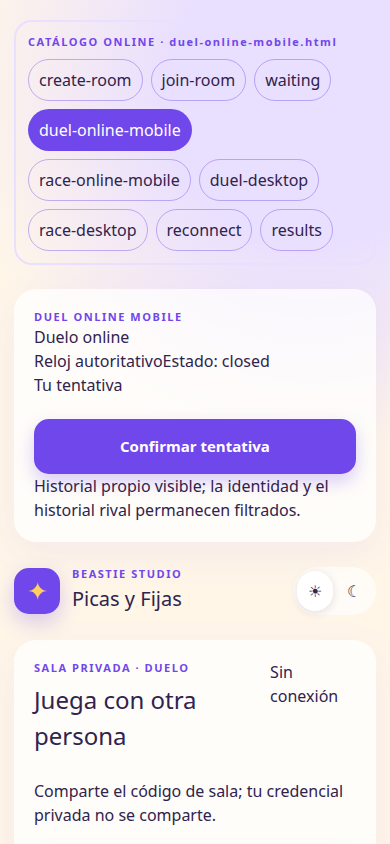 CATÁLOGO ONLINE · duel-online-mobile.html
create-room
join-room
waiting
duel-online-mobile
race-online-mobile
duel-desktop
race-desktop
reconnect
results
DUEL ONLINE MOBILE
Duelo online
Reloj autoritativoEstado: closed
Tu tentativa
Confirmar tentativa
Historial propio visible; la identidad y el
historial rival permanecen filtrados.
BEASTIE STUDIO
Picas y Fijas
SALA PRIVADA · DUELO
Juega con otra
persona
Sin
conexión
Comparte el código de sala; tu credencial
privada no se comparte.